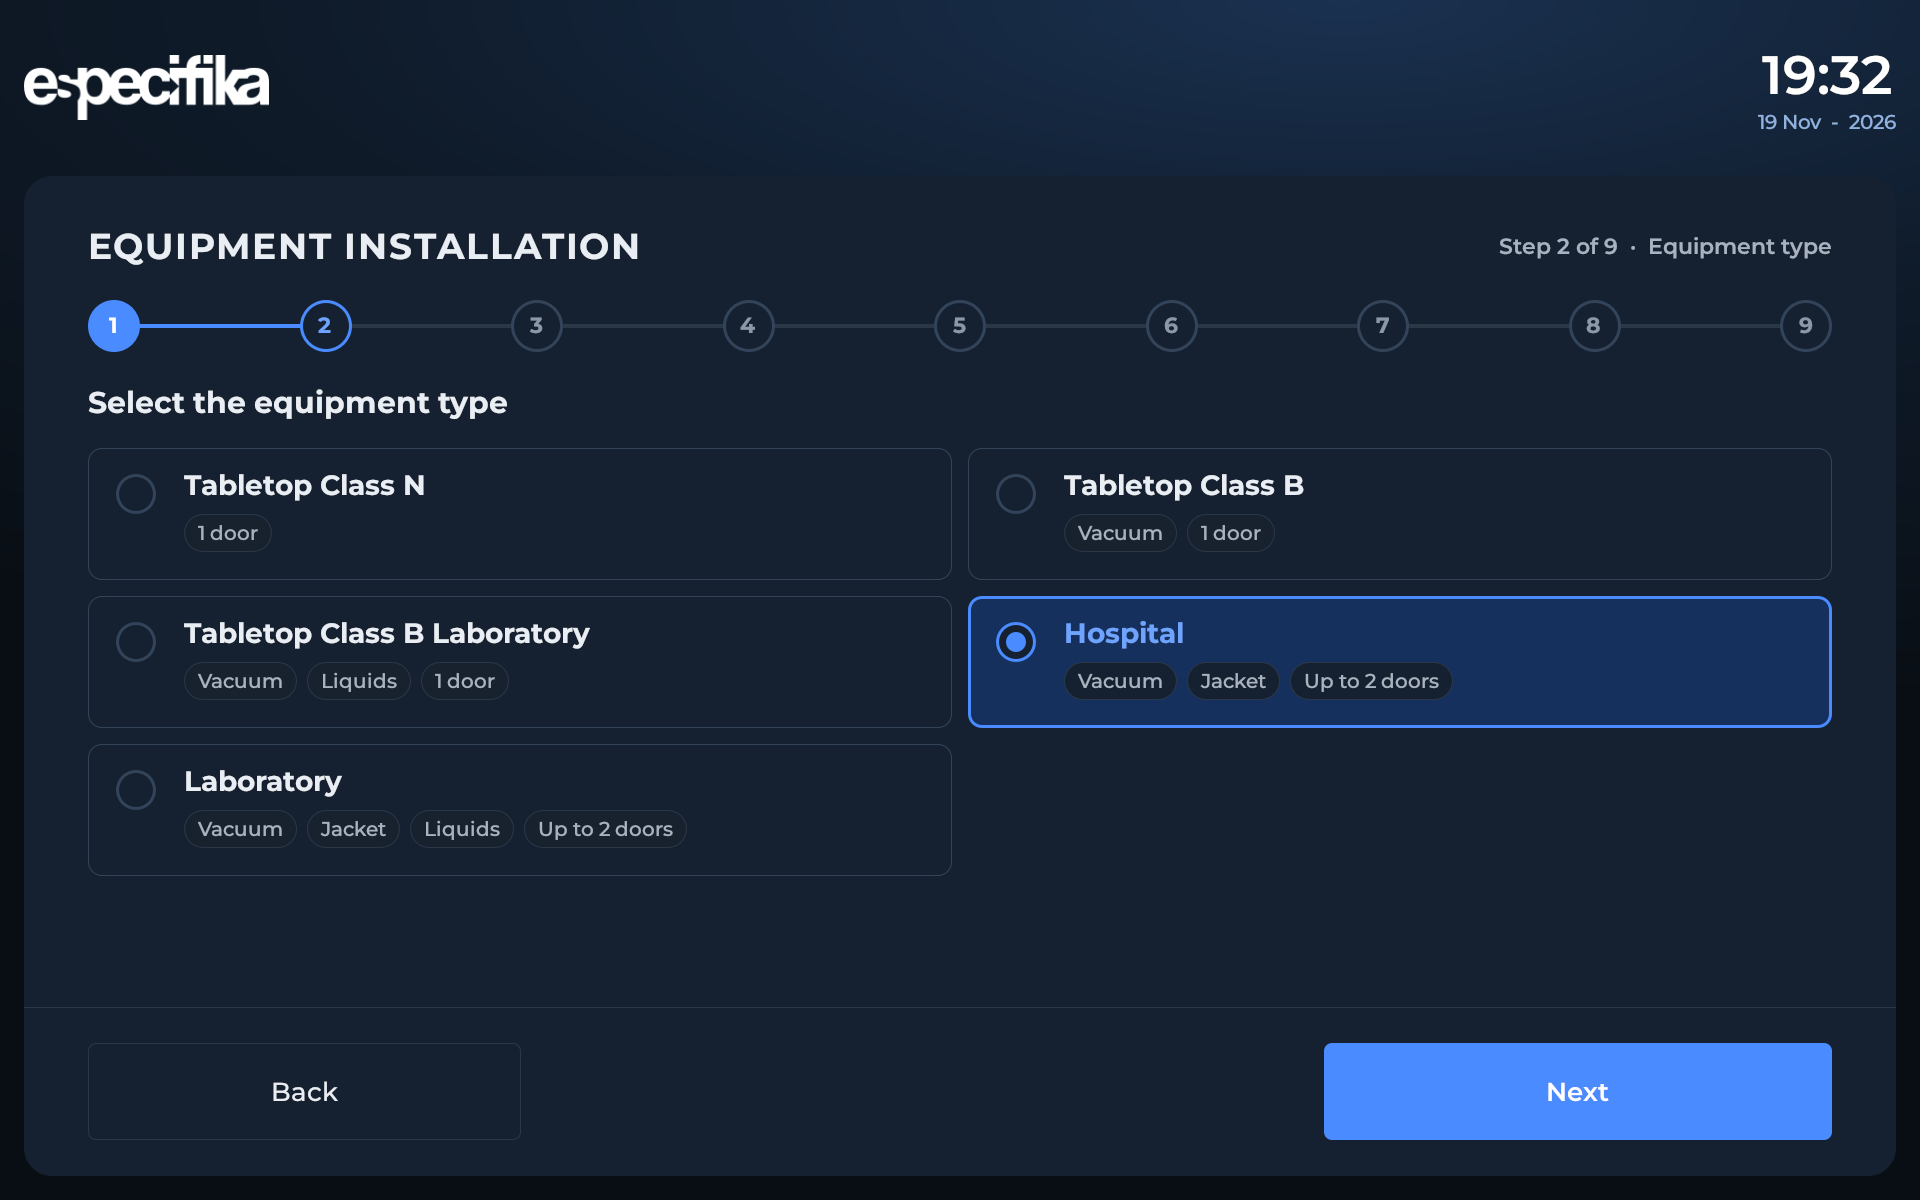 especifika
19:32
19 Nov - 2026
EQUIPMENT INSTALLATION
Step 2 of 9 · Equipment type
1 2 3 4 5 6 7 8 9
Select the equipment type
Tabletop Class N
1 door
Tabletop Class B
Vacuum 1 door
Tabletop Class B Laboratory
Vacuum Liquids 1 door
Hospital
Vacuum Jacket Up to 2 doors
Laboratory
Vacuum Jacket Liquids Up to 2 doors
Back
Next